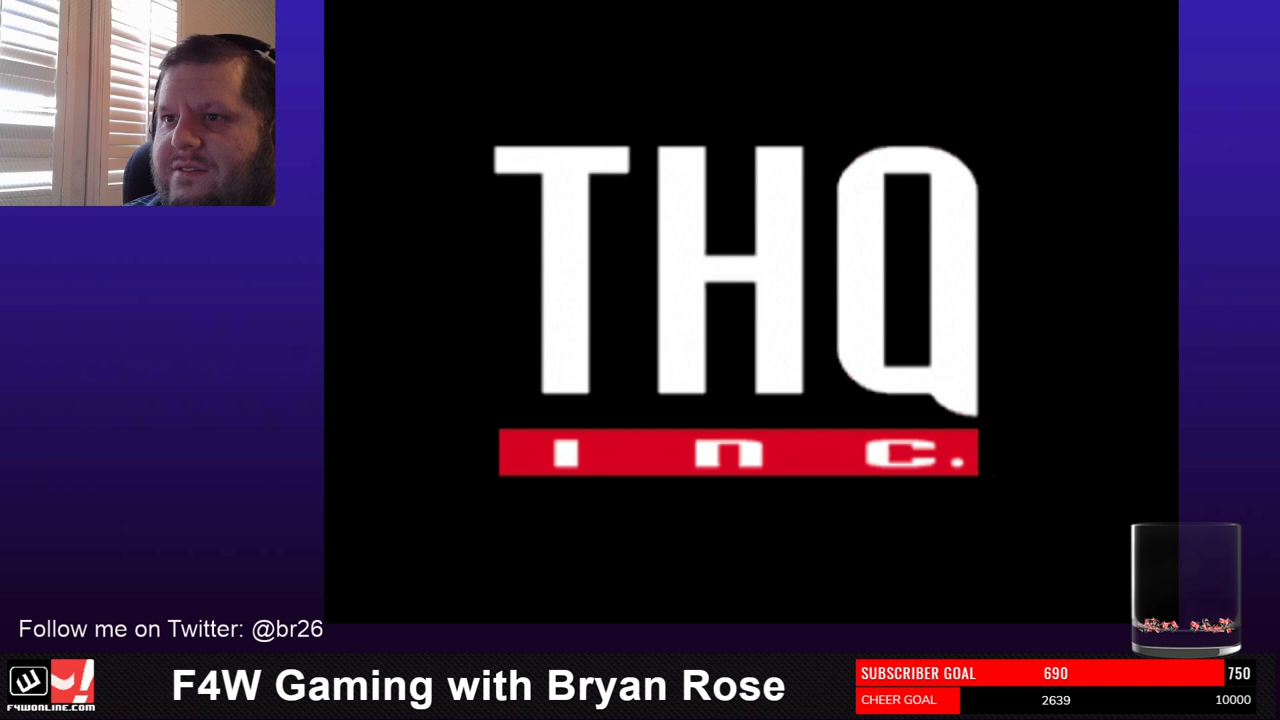 THQ
Inc.
Follow me on Twitter: @br26
F4WONLINE.COM
F4W Gaming with Bryan Rose
SUBSCRIBER GOAL 690 750
CHEER GOAL 2639 10000